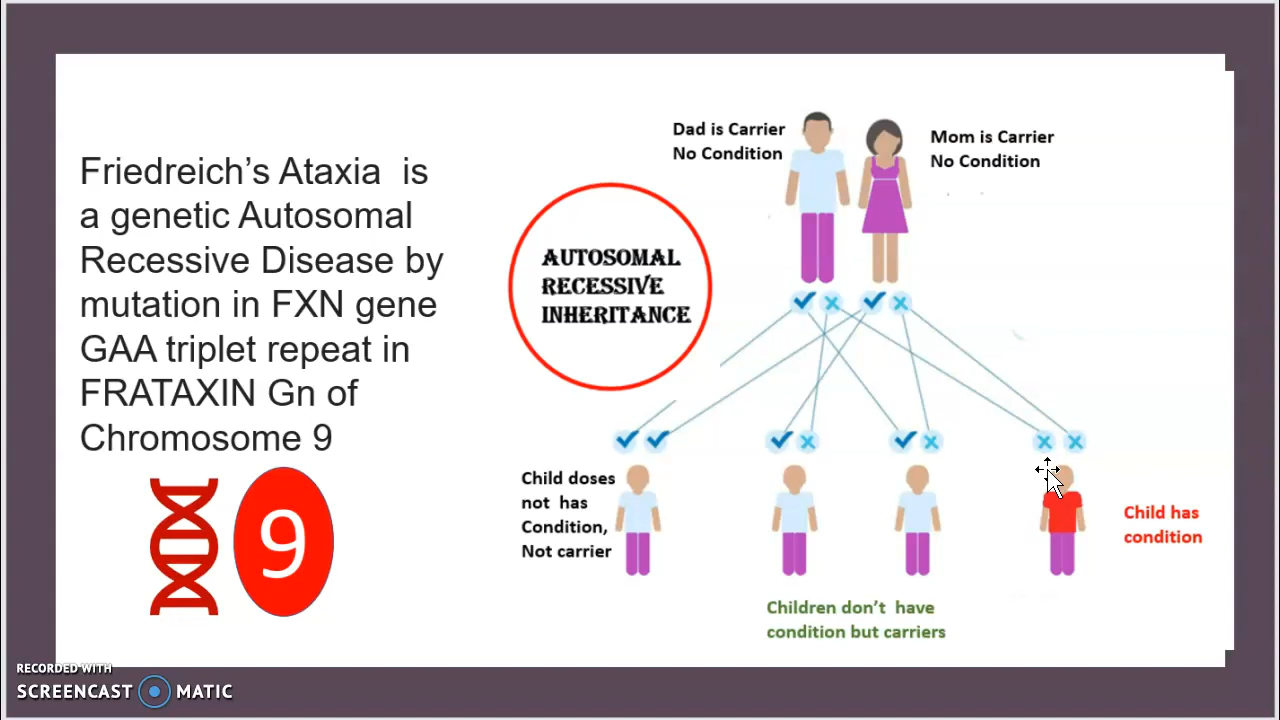 Friedreich’s Ataxia is
a genetic Autosomal
Recessive Disease by
mutation in FXN gene
GAA triplet repeat in
FRATAXIN Gn of
Chromosome 9
9
AUTOSOMAL
RECESSIVE
INHERITANCE
Dad is Carrier
No Condition
Mom is Carrier
No Condition
Child doses
not has
Condition,
Not carrier
Children don’t have
condition but carriers
Child has
condition
RECORDED WITH
SCREENCAST MATIC